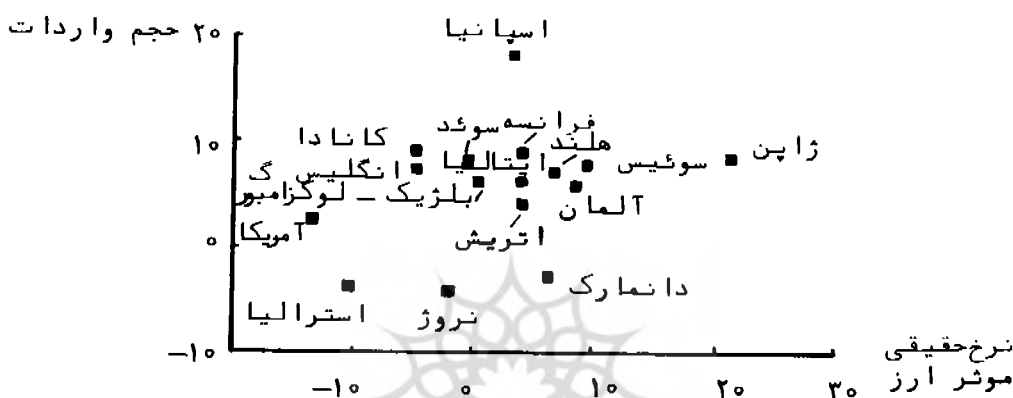 اسپانیا
حجم واردات ۲۰
فرانسه
سوئد
۱۰ کانادا
هلند
ژاپن
ایتالیا
سوئیس
انگلیس
بلژیک – لوکزامبورگ
آلمان
آمریکا
۰
اتریش
دانمارک
استرالیا
نروژ
-۱۰
نرخ حقیقی
موثر ارز
-۱۰ ۰ ۱۰ ۲۰ ۳۰